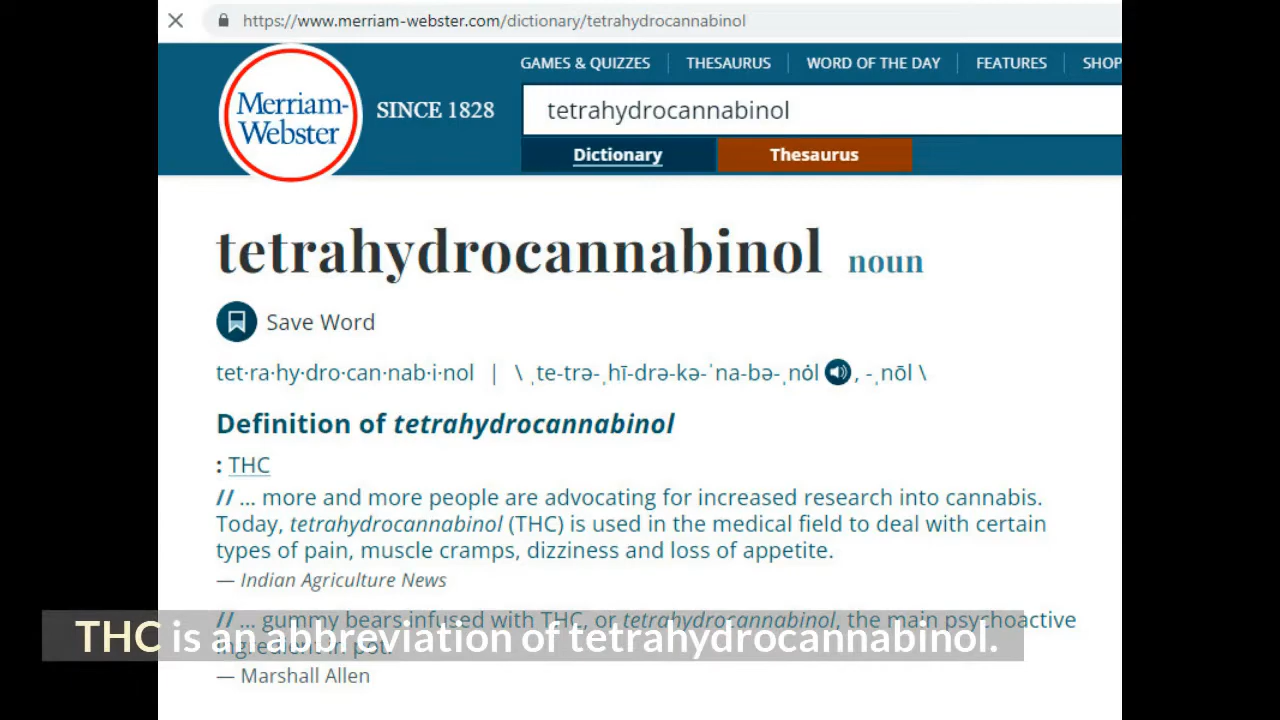 https://www.merriam-webster.com/dictionary/tetrahydrocannabinol
GAMES & QUIZZES THESAURUS WORD OF THE DAY FEATURES SHOP
Merriam-
Webster
SINCE 1828
tetrahydrocannabinol
Dictionary Thesaurus
tetrahydrocannabinol noun
Save Word
tet·ra·hy·dro·can·nab·i·nol | \ ˌte-trə-ˌhī-drə-kə-ˈna-bə-ˌnȯl , -ˌnōl \
Definition of tetrahydrocannabinol
: THC
// ... more and more people are advocating for increased research into cannabis.
Today, tetrahydrocannabinol (THC) is used in the medical field to deal with certain
types of pain, muscle cramps, dizziness and loss of appetite.
— Indian Agriculture News
// ... gummy bears infused with THC, or tetrahydrocannabinol, the main psychoactive
ingredient in pot.
THC is an abbreviation of tetrahydrocannabinol.
— Marshall Allen